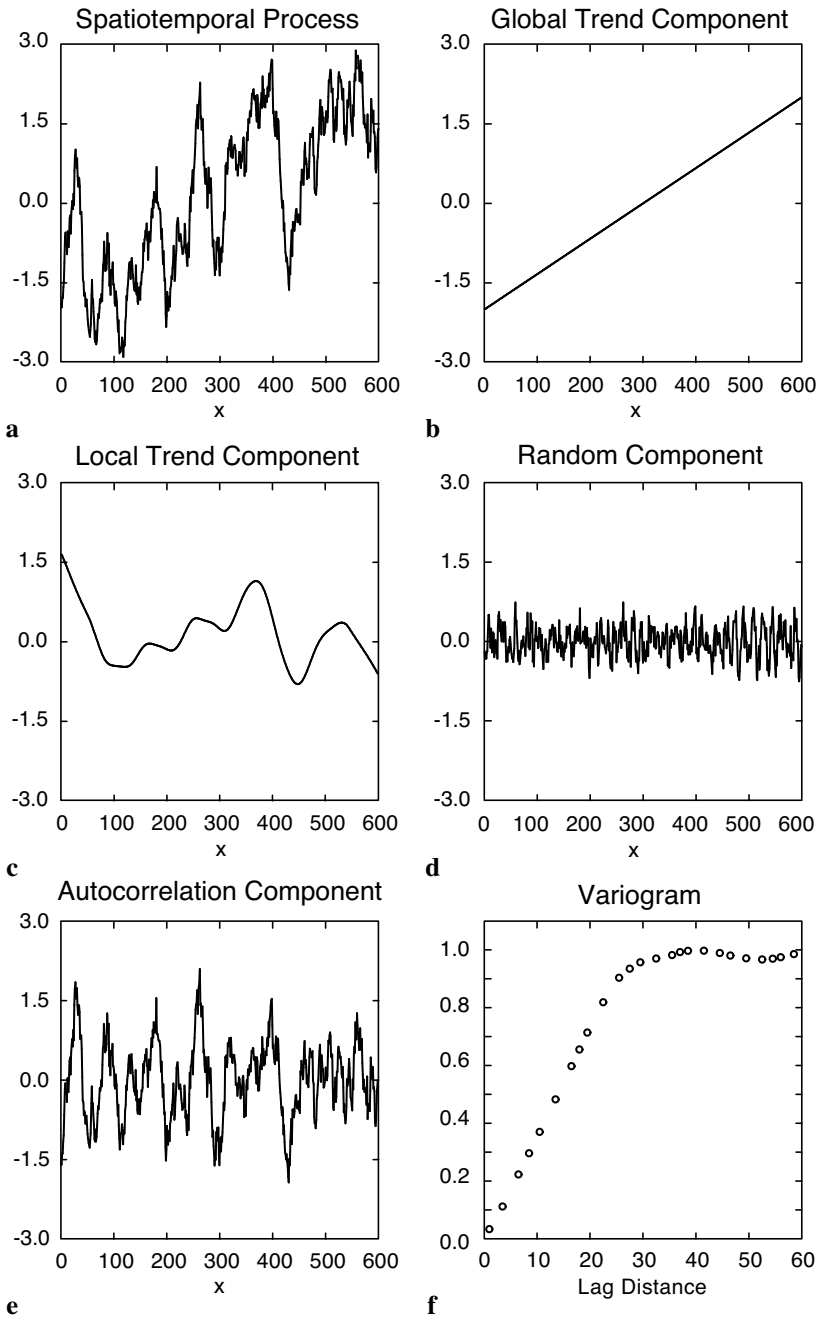 Spatiotemporal Process
3.0
1.5
0.0
-1.5
-3.0
0 100 200 300 400 500 600
x
a
Global Trend Component
3.0
1.5
0.0
-1.5
-3.0
0 100 200 300 400 500 600
x
b
Local Trend Component
3.0
1.5
0.0
-1.5
-3.0
0 100 200 300 400 500 600
x
c
Random Component
3.0
1.5
0.0
-1.5
-3.0
0 100 200 300 400 500 600
x
d
Autocorrelation Component
3.0
1.5
0.0
-1.5
-3.0
0 100 200 300 400 500 600
x
e
Variogram
1.0
0.8
0.6
0.4
0.2
0.0
0 10 20 30 40 50 60
Lag Distance
f